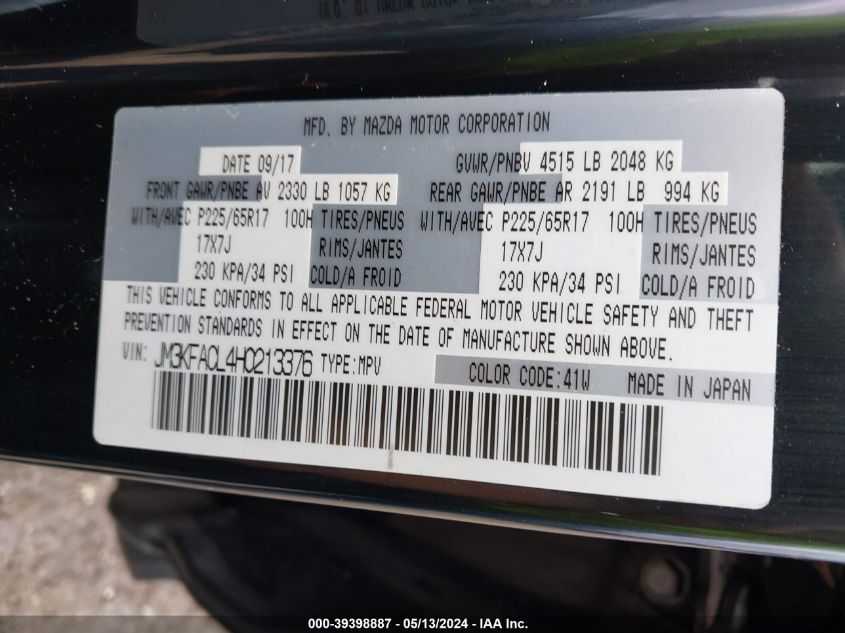 MFD. BY MAZDA MOTOR CORPORATION
DATE 09/17 GVWR/PNBV 4515 LB 2048 KG
FRONT GAWR/PNBE AV 2330 LB 1057 KG REAR GAWR/PNBE AR 2191 LB 994 KG
WITH/AVEC P225/65R17 100H TIRES/PNEUS WITH/AVEC P225/65R17 100H TIRES/PNEUS
17X7J RIMS/JANTES 17X7J RIMS/JANTES
230 KPA/34 PSI COLD/A FROID 230 KPA/34 PSI COLD/A FROID
THIS VEHICLE CONFORMS TO ALL APPLICABLE FEDERAL MOTOR VEHICLE SAFETY AND THEFT
PREVENTION STANDARDS IN EFFECT ON THE DATE OF MANUFACTURE SHOWN ABOVE.
VIN: JM3KFACL4H0213376 TYPE:MPV COLOR CODE:41W MADE IN JAPAN
000-39398887 - 05/13/2024 - IAA Inc.